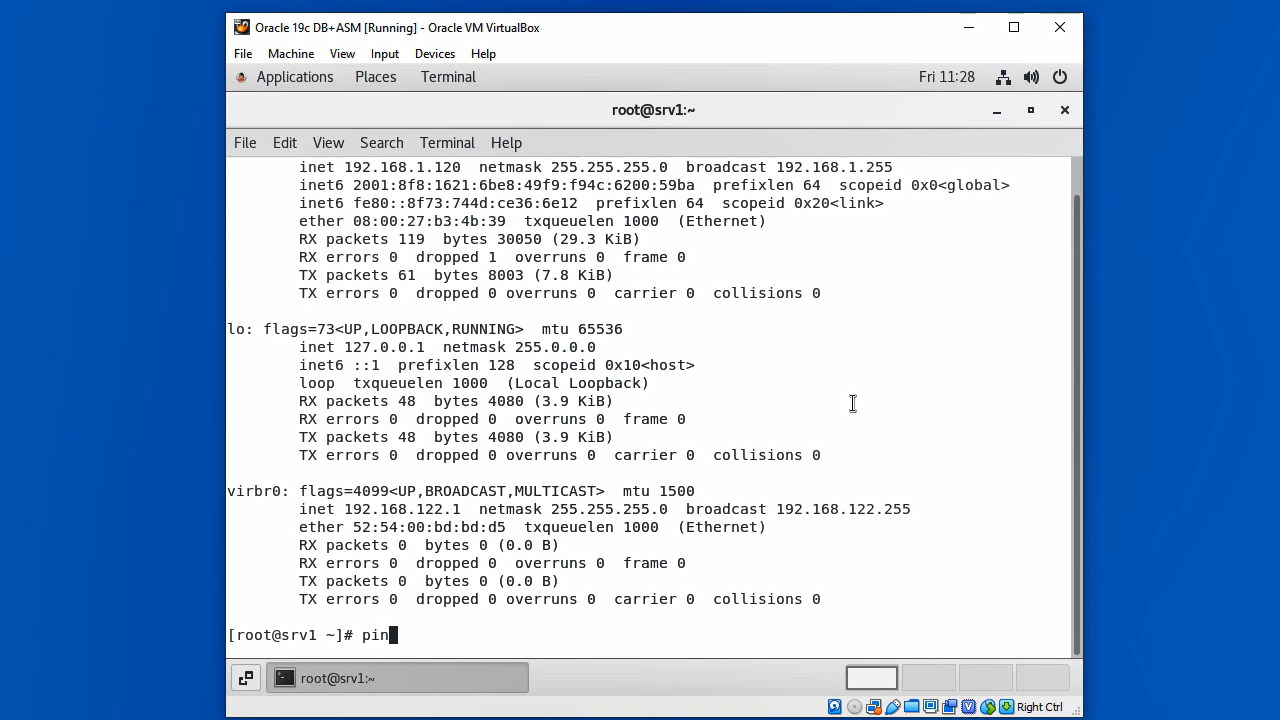 Oracle 19c DB+ASM [Running] - Oracle VM VirtualBox
File Machine View Input Devices Help
Applications Places Terminal Fri 11:28
root@srv1:~
File Edit View Search Terminal Help
inet 192.168.1.120 netmask 255.255.255.0 broadcast 192.168.1.255
inet6 2001:8f8:1621:6be8:49f9:f94c:6200:59ba prefixlen 64 scopeid 0x0<global>
inet6 fe80::8f73:744d:ce36:6e12 prefixlen 64 scopeid 0x20<link>
ether 08:00:27:b3:4b:39 txqueuelen 1000 (Ethernet)
RX packets 119 bytes 30050 (29.3 KiB)
RX errors 0 dropped 1 overruns 0 frame 0
TX packets 61 bytes 8003 (7.8 KiB)
TX errors 0 dropped 0 overruns 0 carrier 0 collisions 0
lo: flags=73<UP,LOOPBACK,RUNNING> mtu 65536
inet 127.0.0.1 netmask 255.0.0.0
inet6 ::1 prefixlen 128 scopeid 0x10<host>
loop txqueuelen 1000 (Local Loopback)
RX packets 48 bytes 4080 (3.9 KiB)
RX errors 0 dropped 0 overruns 0 frame 0
TX packets 48 bytes 4080 (3.9 KiB)
TX errors 0 dropped 0 overruns 0 carrier 0 collisions 0
virbr0: flags=4099<UP,BROADCAST,MULTICAST> mtu 1500
inet 192.168.122.1 netmask 255.255.255.0 broadcast 192.168.122.255
ether 52:54:00:bd:bd:d5 txqueuelen 1000 (Ethernet)
RX packets 0 bytes 0 (0.0 B)
RX errors 0 dropped 0 overruns 0 frame 0
TX packets 0 bytes 0 (0.0 B)
TX errors 0 dropped 0 overruns 0 carrier 0 collisions 0
[root@srv1 ~]# pin
root@srv1:~
Right Ctrl